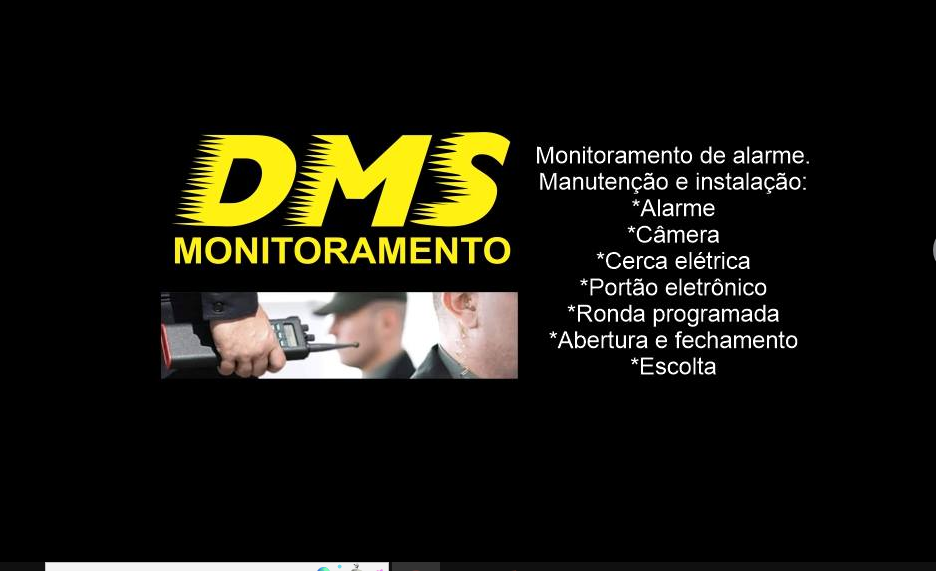 DMS
MONITORAMENTO
Monitoramento de alarme.
Manutenção e instalação:
*Alarme
*Câmera
*Cerca elétrica
*Portão eletrônico
*Ronda programada
*Abertura e fechamento
*Escolta